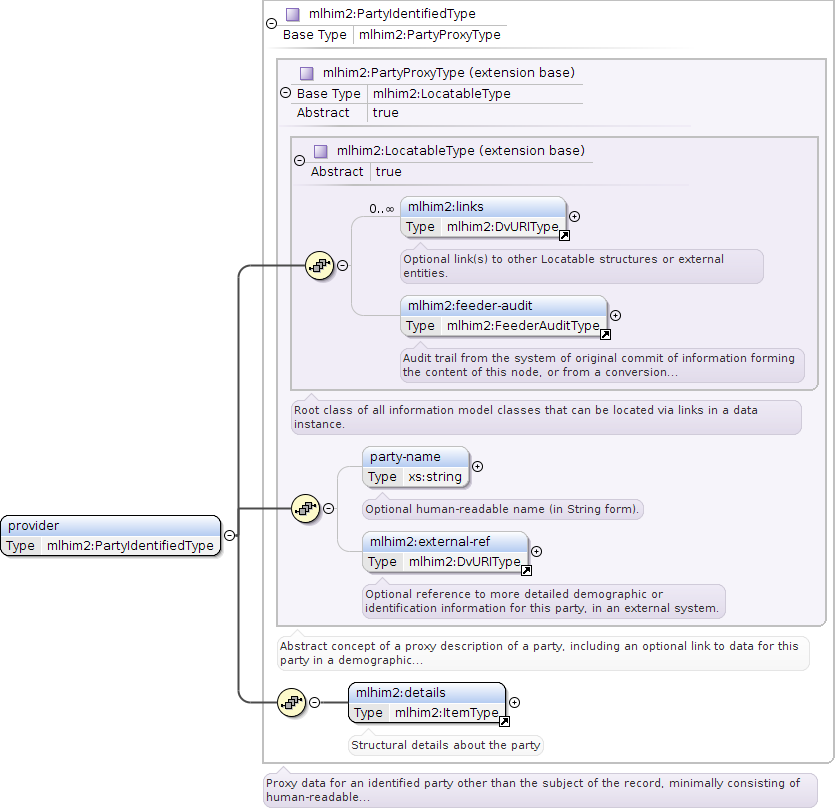 mlhim2:PartyIdentifiedType
Base Type mlhim2:PartyProxyType
mlhim2:PartyProxyType (extension base)
Base Type mlhim2:LocatableType
Abstract true
mlhim2:LocatableType (extension base)
Abstract true
0..∞
mlhim2:links
Type mlhim2:DvURIType
Optional link(s) to other Locatable structures or external
entities.
mlhim2:feeder-audit
Type mlhim2:FeederAuditType
Audit trail from the system of original commit of information forming
the content of this node, or from a conversion...
Root class of all information model classes that can be located via links in a data
instance.
party-name
Type xs:string
Optional human-readable name (in String form).
provider
Type mlhim2:PartyIdentifiedType
mlhim2:external-ref
Type mlhim2:DvURIType
Optional reference to more detailed demographic or
identification information for this party, in an external system.
Abstract concept of a proxy description of a party, including an optional link to data for this
party in a demographic...
mlhim2:details
Type mlhim2:ItemType
Structural details about the party
Proxy data for an identified party other than the subject of the record, minimally consisting of
human-readable...